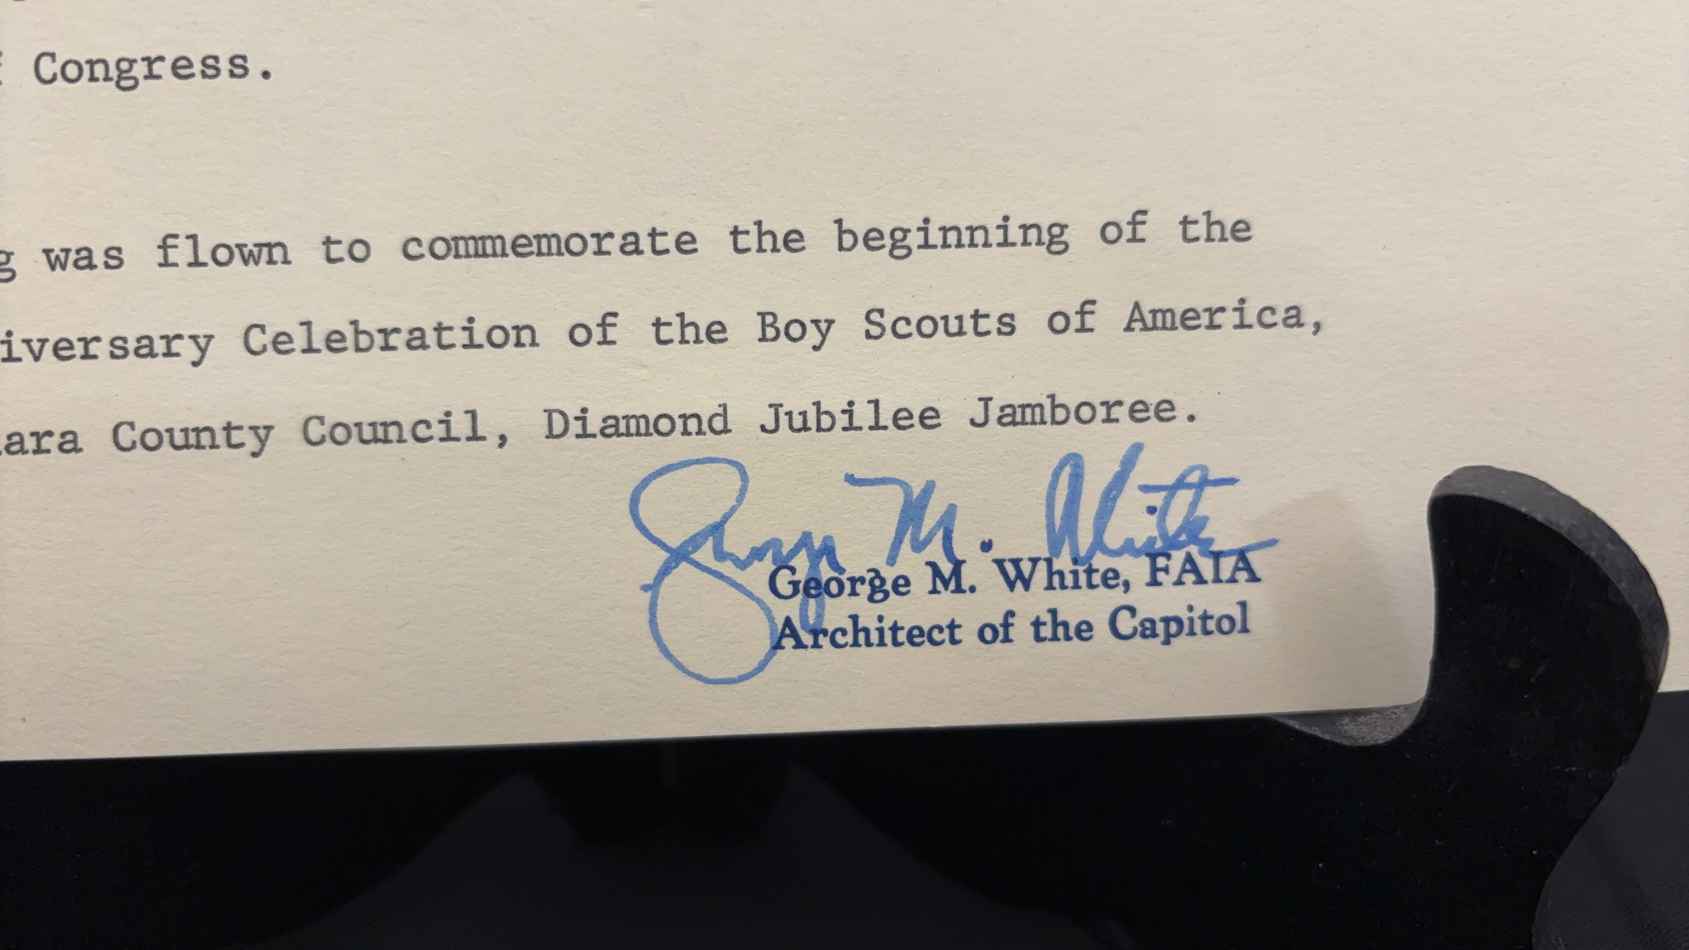 Congress.
was flown to commemorate the beginning of the
iversary Celebration of the Boy Scouts of America,
ara County Council, Diamond Jubilee Jamboree.
George M. White
George M. White, FAIA
Architect of the Capitol